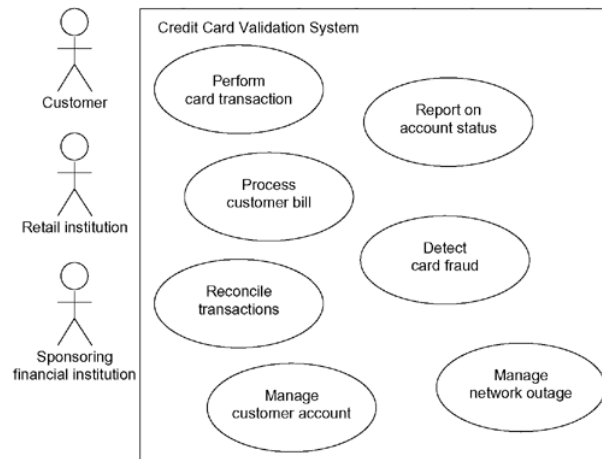 Credit Card Validation System
Customer
Perform
card transaction
Report on
account status
Retail institution
Process
customer bill
Detect
card fraud
Sponsoring
financial institution
Reconcile
transactions
Manage
customer account
Manage
network outage